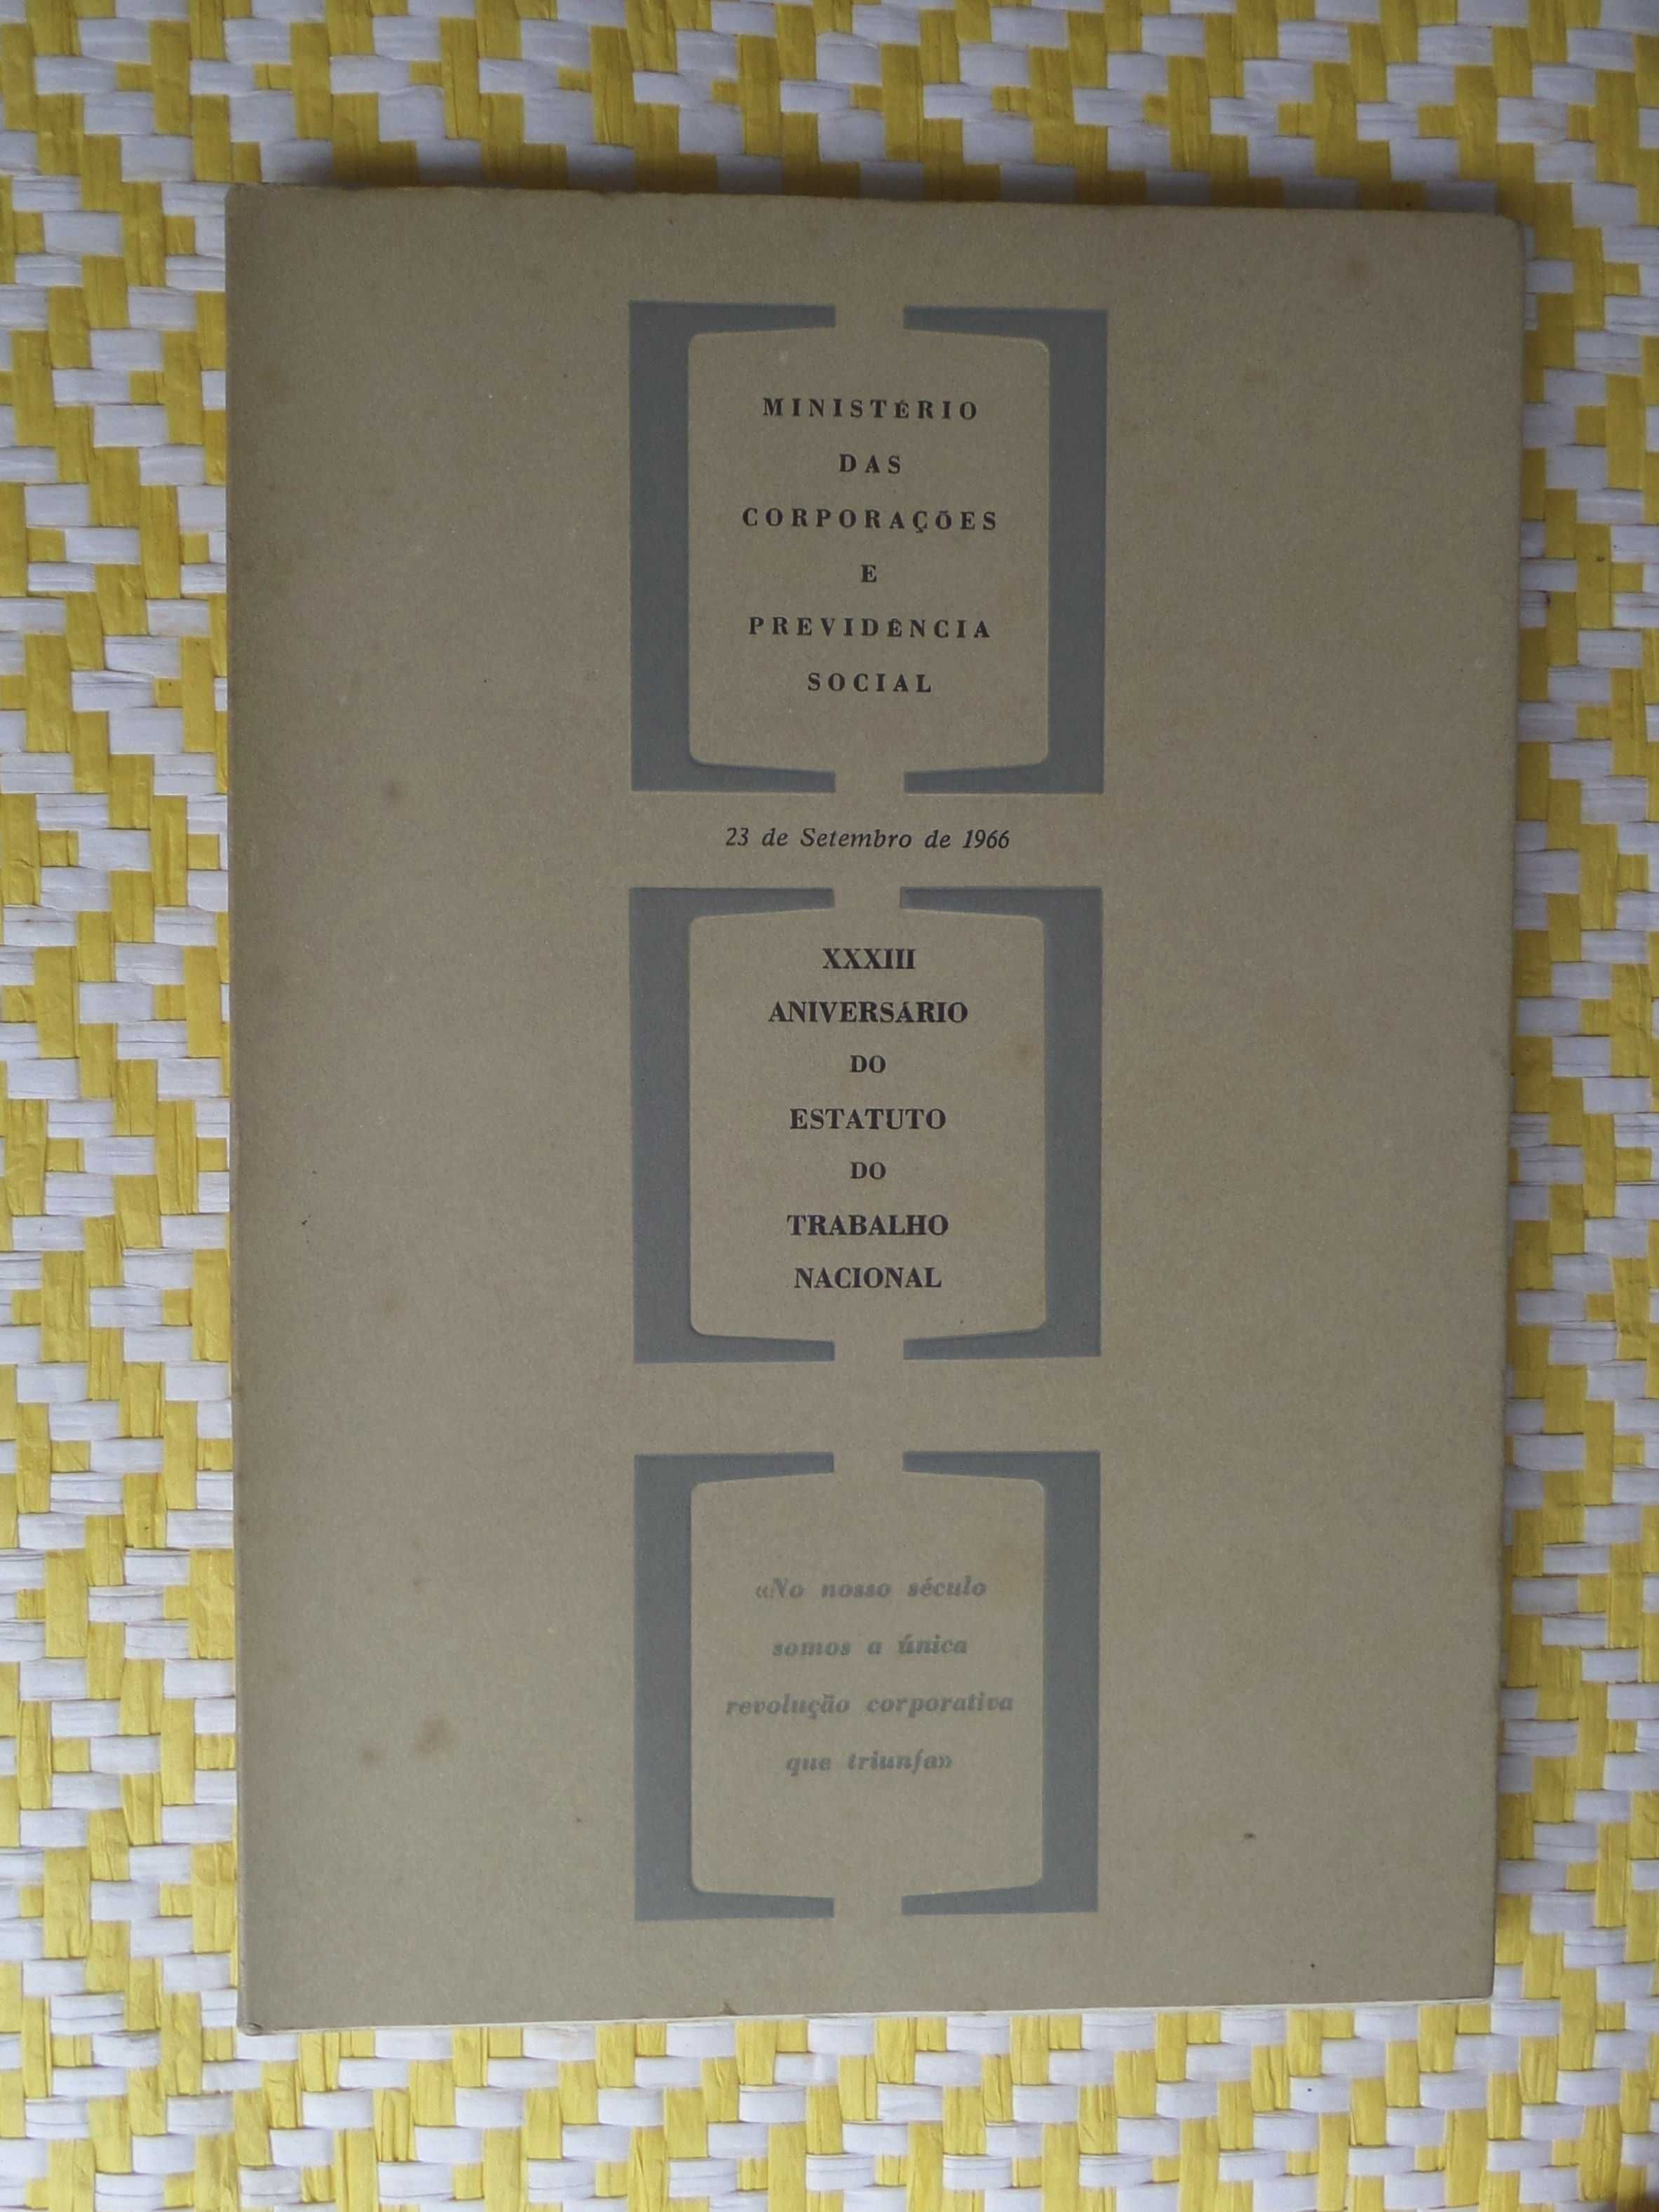 MINISTÉRIO
DAS
CORPORAÇÕES
E
PREVIDÊNCIA
SOCIAL
23 de Setembro de 1966
XXXIII
ANIVERSÁRIO
DO
ESTATUTO
DO
TRABALHO
NACIONAL
«No nosso século
somos a única
revolução corporativa
que triunfa»